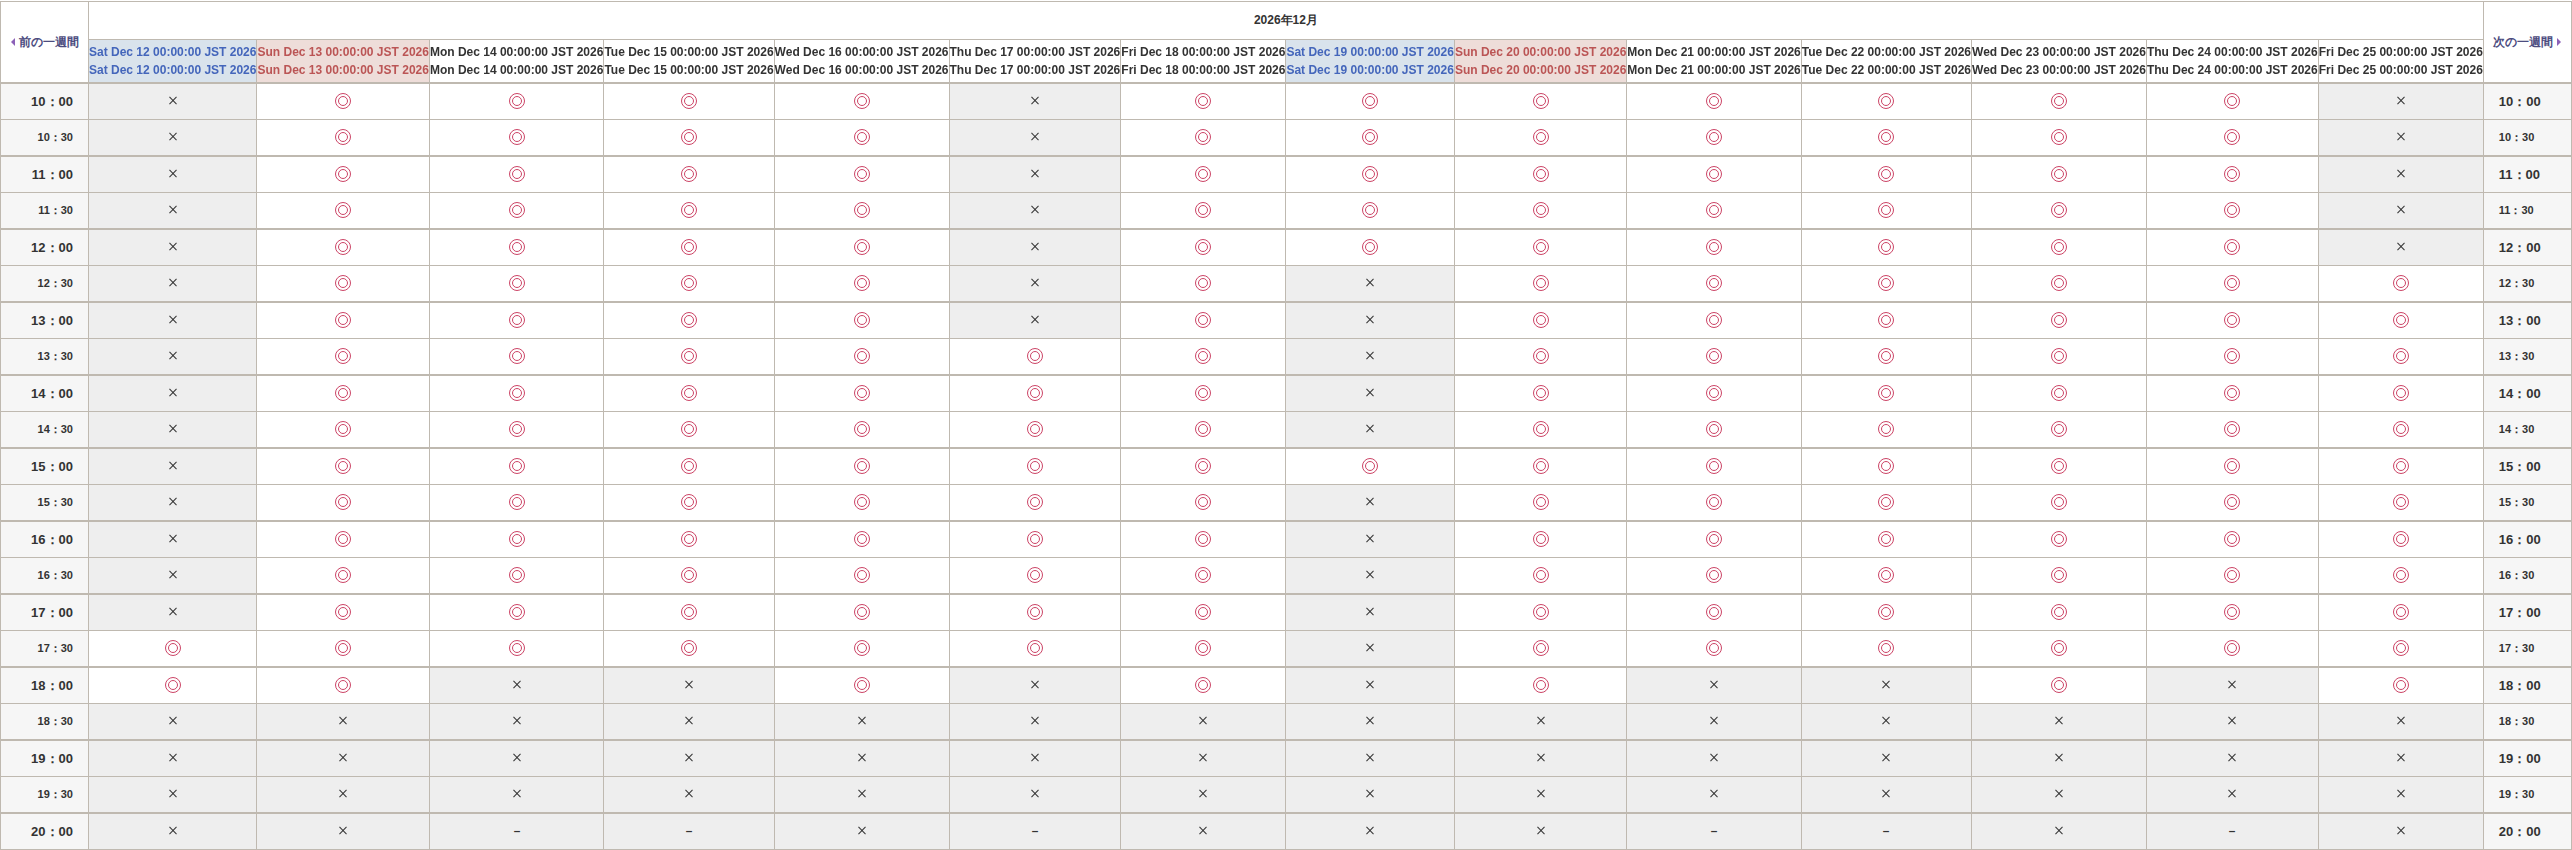 2026年12月
前の一週間
次の一週間
Sat Dec 12 00:00:00 JST 2026 Sun Dec 13 00:00:00 JST 2026 Mon Dec 14 00:00:00 JST 2026 Tue Dec 15 00:00:00 JST 2026 Wed Dec 16 00:00:00 JST 2026 Thu Dec 17 00:00:00 JST 2026 Fri Dec 18 00:00:00 JST 2026 Sat Dec 19 00:00:00 JST 2026 Sun Dec 20 00:00:00 JST 2026 Mon Dec 21 00:00:00 JST 2026 Tue Dec 22 00:00:00 JST 2026 Wed Dec 23 00:00:00 JST 2026 Thu Dec 24 00:00:00 JST 2026 Fri Dec 25 00:00:00 JST 2026
Sat Dec 12 00:00:00 JST 2026 Sun Dec 13 00:00:00 JST 2026 Mon Dec 14 00:00:00 JST 2026 Tue Dec 15 00:00:00 JST 2026 Wed Dec 16 00:00:00 JST 2026 Thu Dec 17 00:00:00 JST 2026 Fri Dec 18 00:00:00 JST 2026 Sat Dec 19 00:00:00 JST 2026 Sun Dec 20 00:00:00 JST 2026 Mon Dec 21 00:00:00 JST 2026 Tue Dec 22 00:00:00 JST 2026 Wed Dec 23 00:00:00 JST 2026 Thu Dec 24 00:00:00 JST 2026 Fri Dec 25 00:00:00 JST 2026
10：00 × ◎ ◎ ◎ ◎ × ◎ ◎ ◎ ◎ ◎ ◎ ◎ × 10：00
10：30 × ◎ ◎ ◎ ◎ × ◎ ◎ ◎ ◎ ◎ ◎ ◎ × 10：30
11：00 × ◎ ◎ ◎ ◎ × ◎ ◎ ◎ ◎ ◎ ◎ ◎ × 11：00
11：30 × ◎ ◎ ◎ ◎ × ◎ ◎ ◎ ◎ ◎ ◎ ◎ × 11：30
12：00 × ◎ ◎ ◎ ◎ × ◎ ◎ ◎ ◎ ◎ ◎ ◎ × 12：00
12：30 × ◎ ◎ ◎ ◎ × ◎ × ◎ ◎ ◎ ◎ ◎ ◎ 12：30
13：00 × ◎ ◎ ◎ ◎ × ◎ × ◎ ◎ ◎ ◎ ◎ ◎ 13：00
13：30 × ◎ ◎ ◎ ◎ ◎ ◎ × ◎ ◎ ◎ ◎ ◎ ◎ 13：30
14：00 × ◎ ◎ ◎ ◎ ◎ ◎ × ◎ ◎ ◎ ◎ ◎ ◎ 14：00
14：30 × ◎ ◎ ◎ ◎ ◎ ◎ × ◎ ◎ ◎ ◎ ◎ ◎ 14：30
15：00 × ◎ ◎ ◎ ◎ ◎ ◎ ◎ ◎ ◎ ◎ ◎ ◎ ◎ 15：00
15：30 × ◎ ◎ ◎ ◎ ◎ ◎ × ◎ ◎ ◎ ◎ ◎ ◎ 15：30
16：00 × ◎ ◎ ◎ ◎ ◎ ◎ × ◎ ◎ ◎ ◎ ◎ ◎ 16：00
16：30 × ◎ ◎ ◎ ◎ ◎ ◎ × ◎ ◎ ◎ ◎ ◎ ◎ 16：30
17：00 × ◎ ◎ ◎ ◎ ◎ ◎ × ◎ ◎ ◎ ◎ ◎ ◎ 17：00
17：30 ◎ ◎ ◎ ◎ ◎ ◎ ◎ × ◎ ◎ ◎ ◎ ◎ ◎ 17：30
18：00 ◎ ◎ × × ◎ × ◎ × ◎ × × ◎ × ◎ 18：00
18：30 × × × × × × × × × × × × × × 18：30
19：00 × × × × × × × × × × × × × × 19：00
19：30 × × × × × × × × × × × × × × 19：30
20：00 × × － － × － × × × － － × － × 20：00